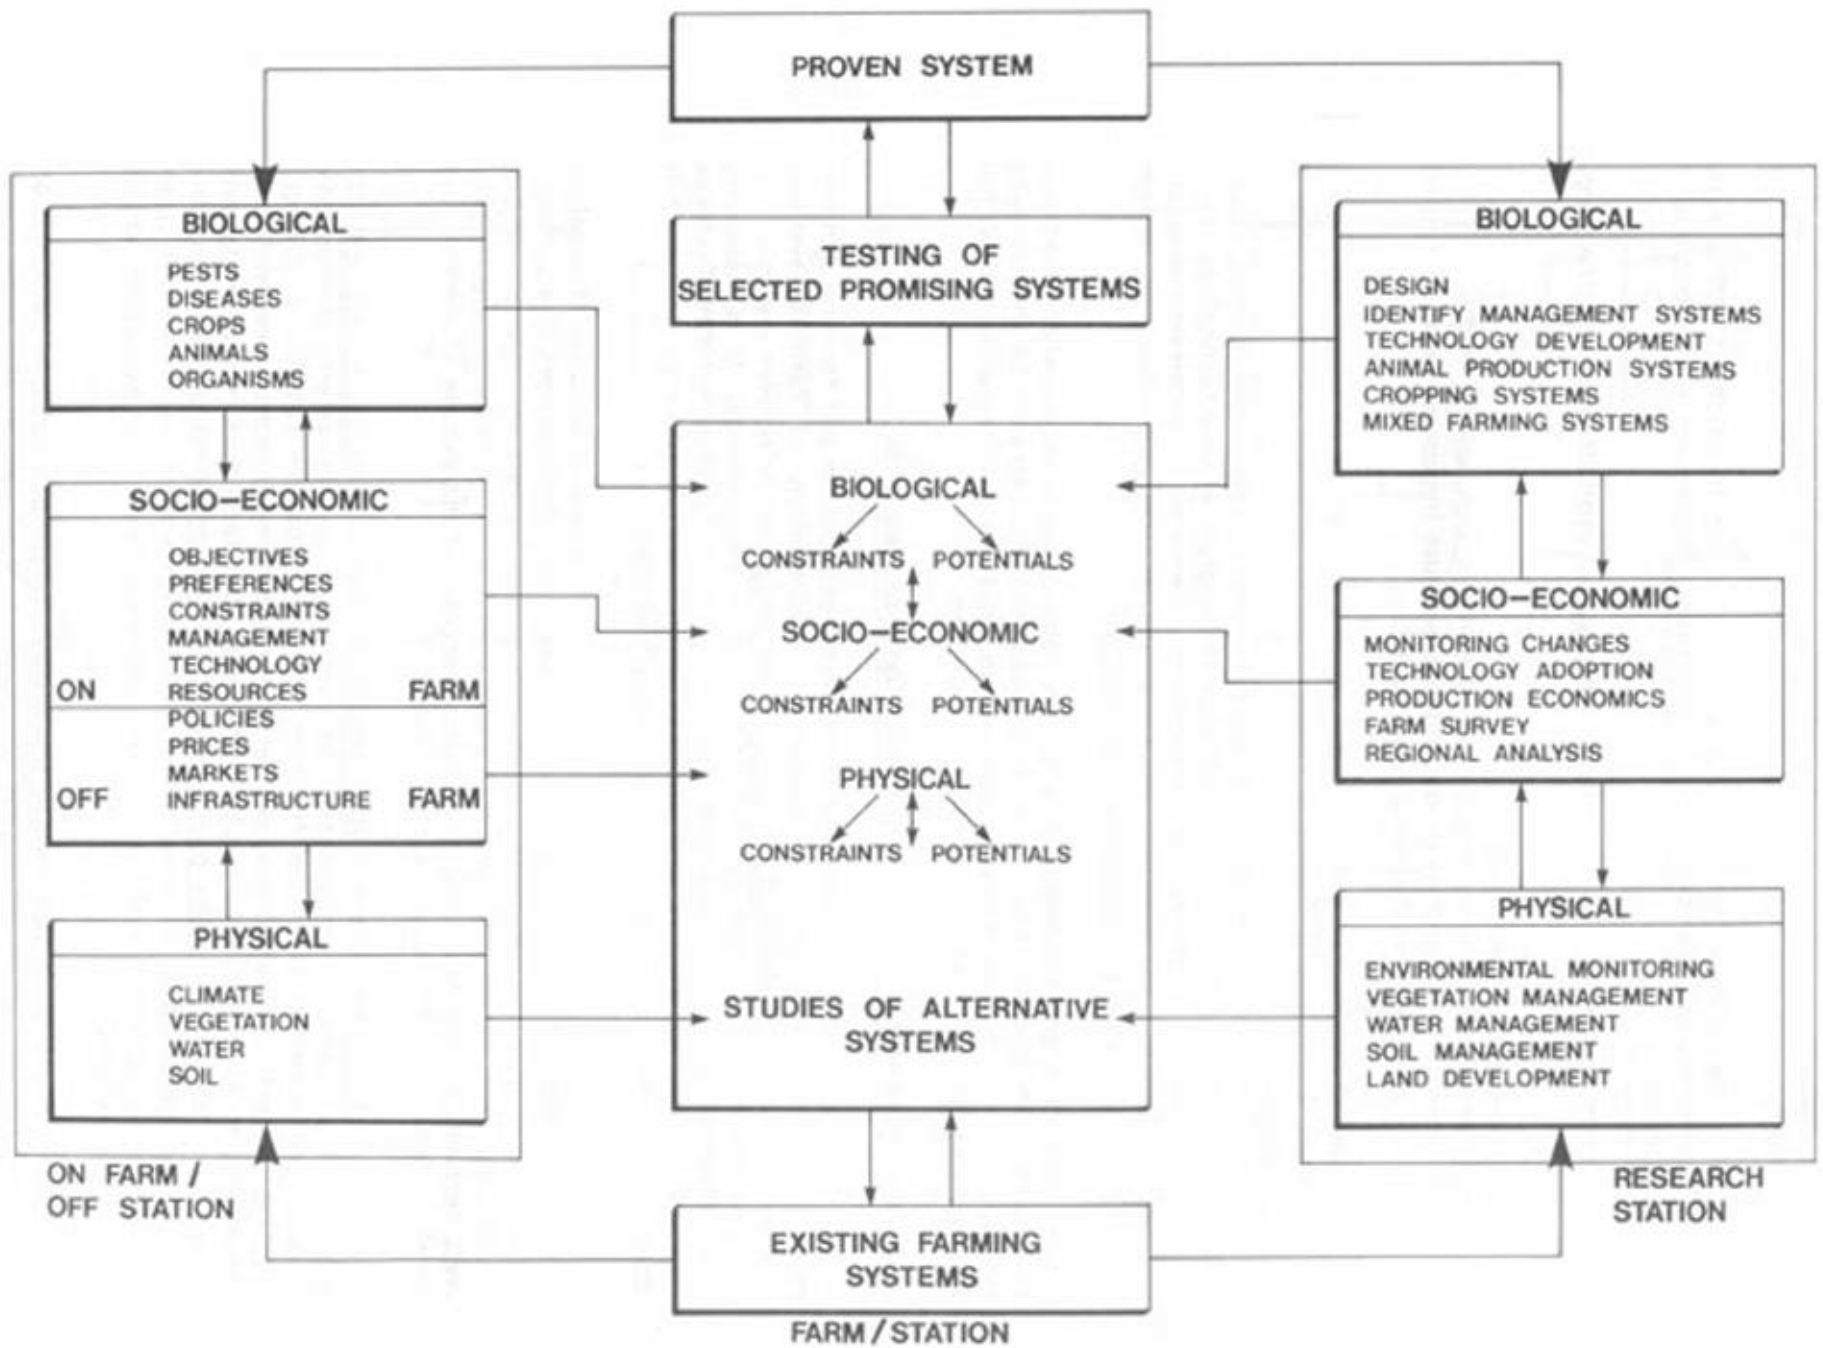 PROVEN SYSTEM
TESTING OF
SELECTED PROMISING SYSTEMS
BIOLOGICAL
PESTS
DISEASES
CROPS
ANIMALS
ORGANISMS
SOCIO-ECONOMIC
OBJECTIVES
PREFERENCES
CONSTRAINTS
MANAGEMENT
TECHNOLOGY
ON RESOURCES FARM
POLICIES
PRICES
MARKETS
OFF INFRASTRUCTURE FARM
PHYSICAL
CLIMATE
VEGETATION
WATER
SOIL
ON FARM /
OFF STATION
BIOLOGICAL
CONSTRAINTS POTENTIALS
SOCIO-ECONOMIC
CONSTRAINTS POTENTIALS
PHYSICAL
CONSTRAINTS POTENTIALS
STUDIES OF ALTERNATIVE
SYSTEMS
EXISTING FARMING
SYSTEMS
FARM / STATION
BIOLOGICAL
DESIGN
IDENTIFY MANAGEMENT SYSTEMS
TECHNOLOGY DEVELOPMENT
ANIMAL PRODUCTION SYSTEMS
CROPPING SYSTEMS
MIXED FARMING SYSTEMS
SOCIO-ECONOMIC
MONITORING CHANGES
TECHNOLOGY ADOPTION
PRODUCTION ECONOMICS
FARM SURVEY
REGIONAL ANALYSIS
PHYSICAL
ENVIRONMENTAL MONITORING
VEGETATION MANAGEMENT
WATER MANAGEMENT
SOIL MANAGEMENT
LAND DEVELOPMENT
RESEARCH
STATION